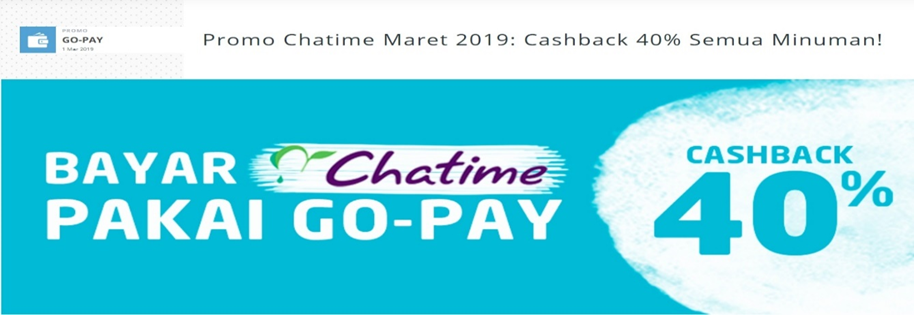 PROMO
GO-PAY
1 Mar 2019
Promo Chatime Maret 2019: Cashback 40% Semua Minuman!
BAYAR Chatime
PAKAI GO-PAY
CASHBACK
40%